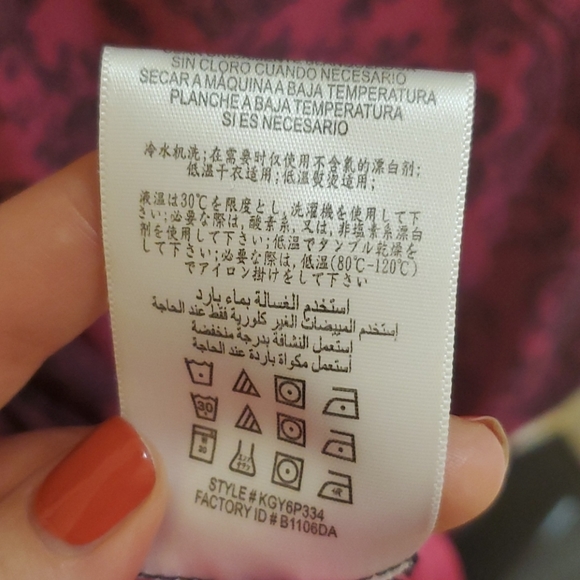 SIN CLORO CUANDO NECESARIO
SECAR A MAQUINA A BAJA TEMPERATURA
PLANCHE A BAJA TEMPERATURA
SI ES NECESARIO
冷水机洗;在需要时仅使用不含氯的漂白剂;
低温干衣适用;低温熨烫适用;
液温は30℃を限度とし、洗濯機を使用して下
さい;必要な際は、酸素系、又は、非塩素系漂白
剤を使用して下さい;低温でタンブル乾燥を
して下さい;必要な際は、低温(80℃-120℃)
でアイロン掛けをして下さい
إستخدم الغسالة بماء بارد
إستخدم المبيضات الغير كلورية فقط عند الحاجة
إستعمل النشافة بدرجة منخفضة
إستعمل مكواة باردة عند الحاجة
30
STYLE # KGY6P334
FACTORY ID # B1106DA